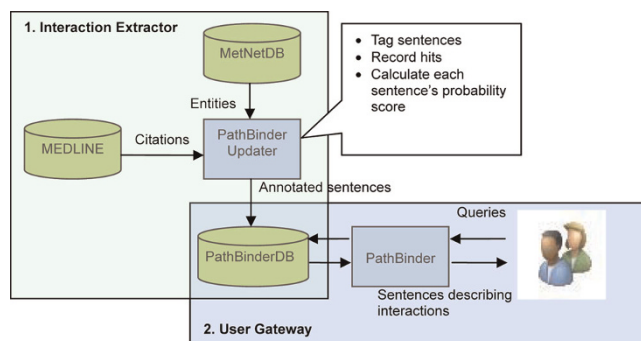 1. Interaction Extractor
MetNetDB
• Tag sentences
• Record hits
• Calculate each
sentence's probability
score
Entities
MEDLINE
Citations
PathBinder
Updater
Annotated sentences
Queries
PathBinderDB
PathBinder
Sentences describing
interactions
2. User Gateway